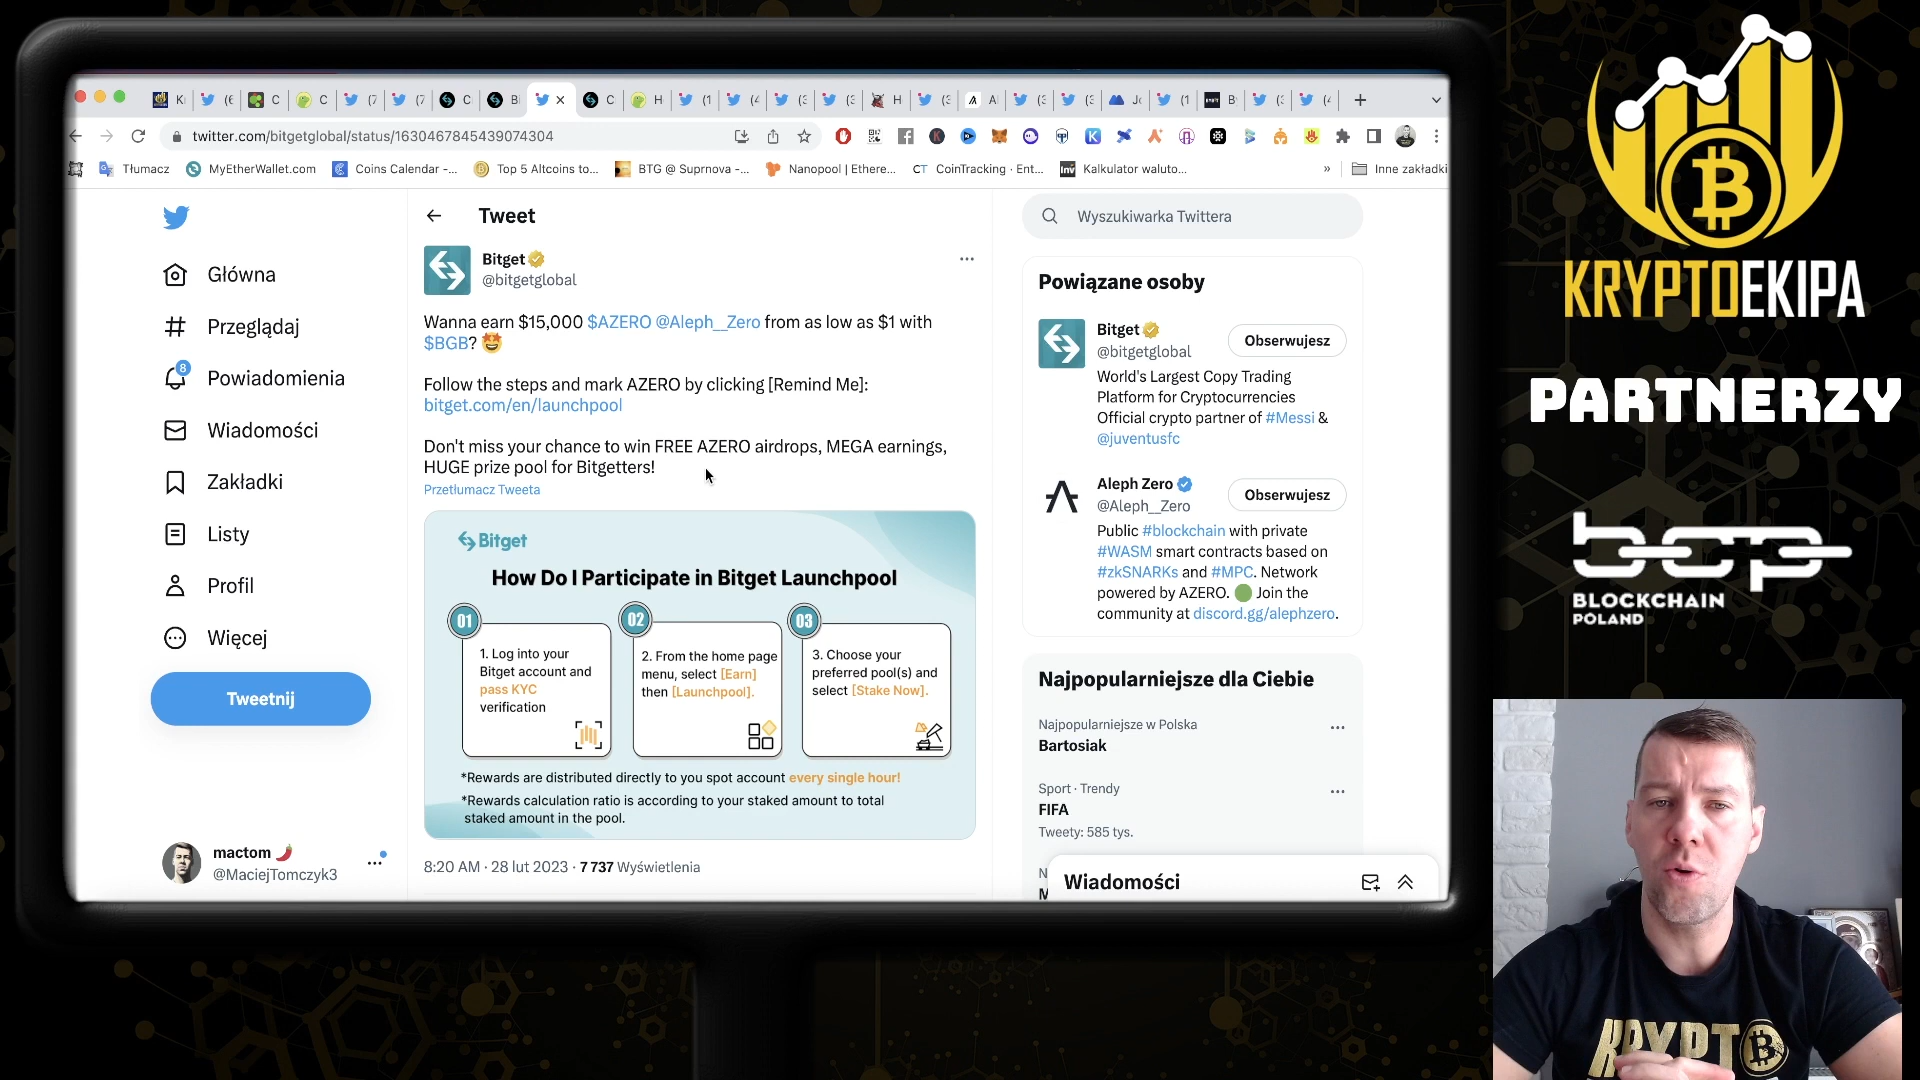 twitter.com/bitgetglobal/status/1630467845439074304
Tłumacz
MyEtherWallet.com
Coins Calendar -...
Top 5 Altcoins to...
BTG @ Suprnova -...
Nanopool | Ethere...
CoinTracking · Ent...
Kalkulator waluto...
Inne zakładki
Główna
Przeglądaj
8
Powiadomienia
Wiadomości
Zakładki
Listy
Profil
Więcej
Tweetnij
mactom
@MaciejTomczyk3
Tweet
Bitget
@bitgetglobal
Wanna earn $15,000 $AZERO @Aleph__Zero from as low as $1 with
$BGB?
Follow the steps and mark AZERO by clicking [Remind Me]:
bitget.com/en/launchpool
Don't miss your chance to win FREE AZERO airdrops, MEGA earnings,
HUGE prize pool for Bitgetters!
Przetłumacz Tweeta
Bitget
How Do I Participate in Bitget Launchpool
01
1. Log into your
Bitget account and
pass KYC
verification
02
2. From the home page
menu, select [Earn]
then [Launchpool].
03
3. Choose your
preferred pool(s) and
select [Stake Now].
*Rewards are distributed directly to you spot account every single hour!
*Rewards calculation ratio is according to your staked amount to total
staked amount in the pool.
8:20 AM · 28 lut 2023 · 7 737 Wyświetlenia
Wyszukiwarka Twittera
Powiązane osoby
Bitget
@bitgetglobal
Obserwujesz
World's Largest Copy Trading
Platform for Cryptocurrencies
Official crypto partner of #Messi &
@juventusfc
Aleph Zero
@Aleph__Zero
Obserwujesz
Public #blockchain with private
#WASM smart contracts based on
#zkSNARKs and #MPC. Network
powered by AZERO. Join the
community at discord.gg/alephzero.
Najpopularniejsze dla Ciebie
Najpopularniejsze w Polska
Bartosiak
Sport · Trendy
FIFA
Tweety: 585 tys.
Wiadomości
KRYPTOEKIPA
PARTNERZY
bcp
BLOCKCHAIN
POLAND
KRYPT